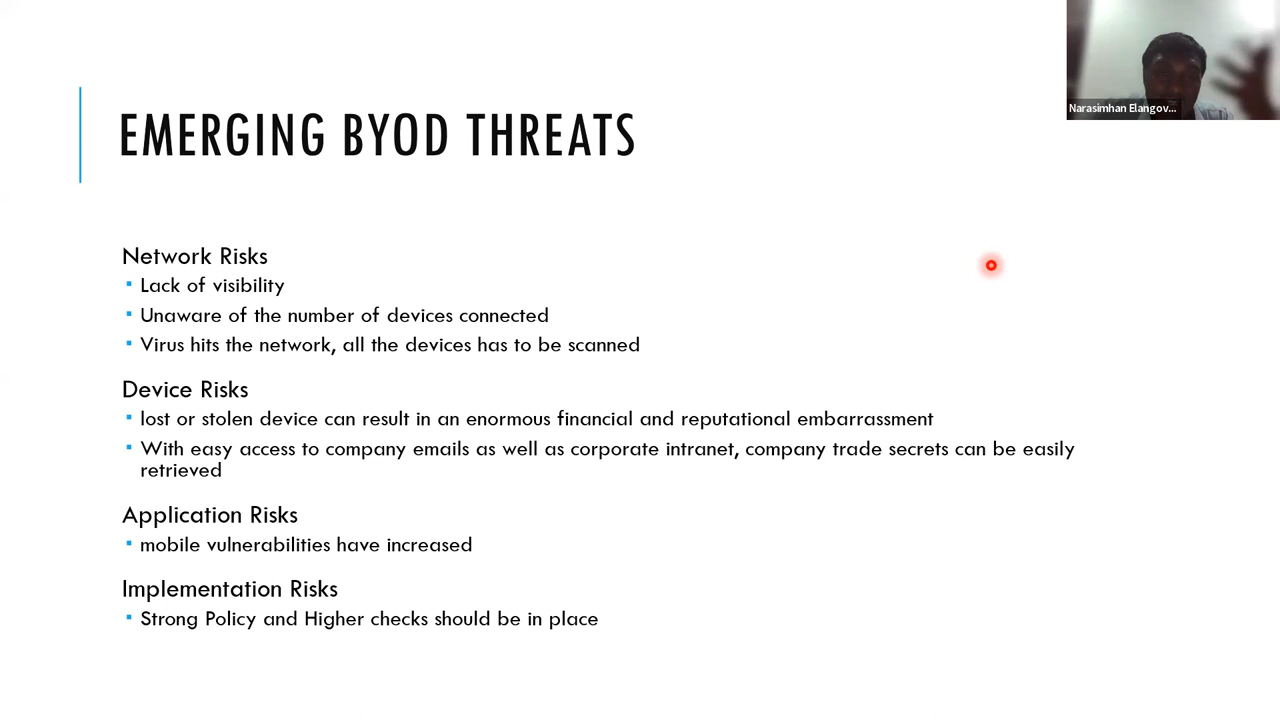 Narasimhan Elangov...
EMERGING BYOD THREATS
Network Risks
Lack of visibility
Unaware of the number of devices connected
Virus hits the network, all the devices has to be scanned
Device Risks
lost or stolen device can result in an enormous financial and reputational embarrassment
With easy access to company emails as well as corporate intranet, company trade secrets can be easily
retrieved
Application Risks
mobile vulnerabilities have increased
Implementation Risks
Strong Policy and Higher checks should be in place